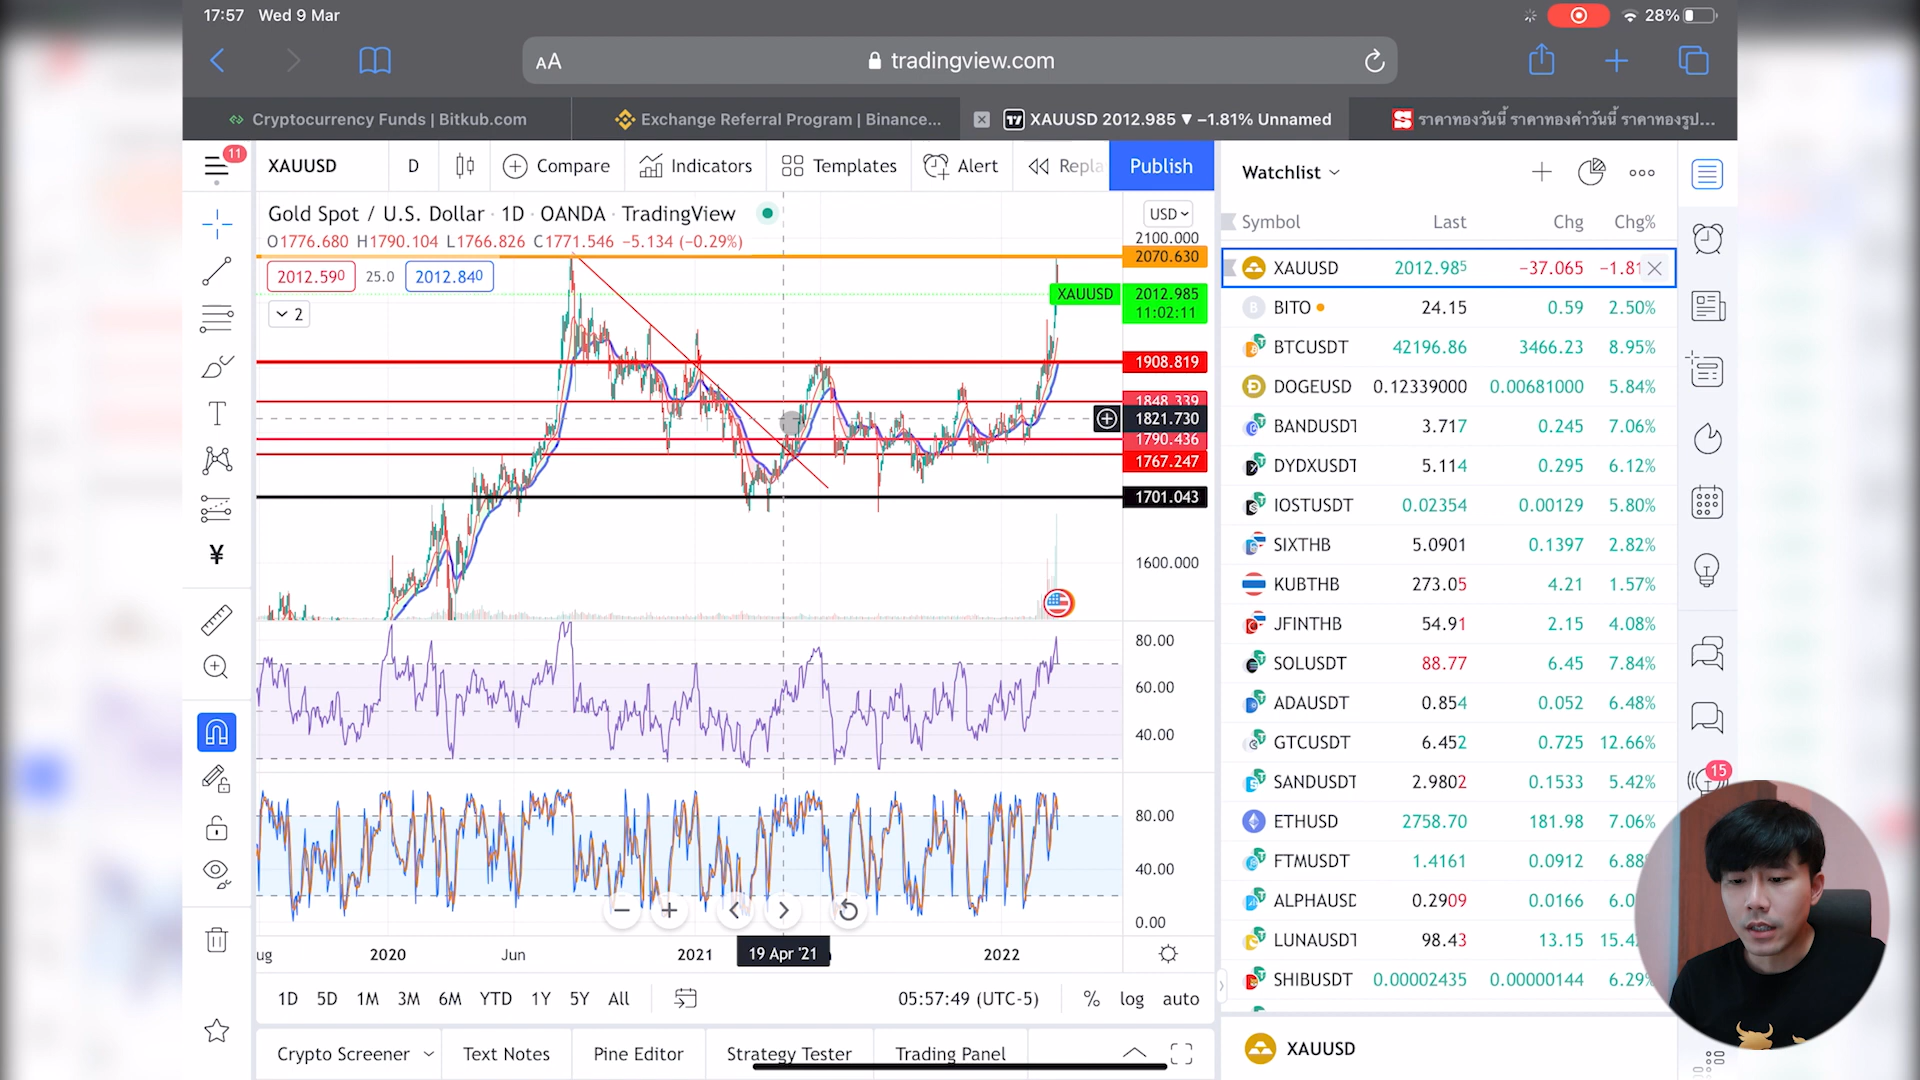 17:57 Wed 9 Mar
28%
AA
tradingview.com
Cryptocurrency Funds | Bitkub.com
Exchange Referral Program | Binance...
XAUUSD 2012.985 ▼ −1.81% Unnamed
ราคาทองวันนี้ ราคาทองคำวันนี้ ราคาทองรูป...
11
XAUUSD
D
Compare
Indicators
Templates
Alert
Repla
Publish
Gold Spot / U.S. Dollar · 1D · OANDA · TradingView
O1776.680 H1790.104 L1766.826 C1771.546 −5.134 (−0.29%)
2012.590 25.0 2012.840
2
USD
2100.000
2070.630
XAUUSD 2012.985
11:02:11
1908.819
1848.339
1821.730
1790.436
1767.247
1701.043
1600.000
80.00
60.00
40.00
80.00
40.00
0.00
ug
2020
Jun
2021
19 Apr '21
2022
1D 5D 1M 3M 6M YTD 1Y 5Y All
05:57:49 (UTC-5)
% log auto
Crypto Screener
Text Notes
Pine Editor
Strategy Tester
Trading Panel
Watchlist
Symbol Last Chg Chg%
XAUUSD 2012.985 −37.065 −1.81
BITO 24.15 0.59 2.50%
BTCUSDT 42196.86 3466.23 8.95%
DOGEUSD 0.12339000 0.00681000 5.84%
BANDUSDT 3.717 0.245 7.06%
DYDXUSDT 5.114 0.295 6.12%
IOSTUSDT 0.02354 0.00129 5.80%
SIXTHB 5.0901 0.1397 2.82%
KUBTHB 273.05 4.21 1.57%
JFINTHB 54.91 2.15 4.08%
SOLUSDT 88.77 6.45 7.84%
ADAUSDT 0.854 0.052 6.48%
GTCUSDT 6.452 0.725 12.66%
SANDUSDT 2.9802 0.1533 5.42%
ETHUSD 2758.70 181.98 7.06%
FTMUSDT 1.4161 0.0912 6.88
ALPHAUSD 0.2909 0.0166 6.0
LUNAUSDT 98.43 13.15 15.4
SHIBUSDT 0.00002435 0.00000144 6.29
15
XAUUSD